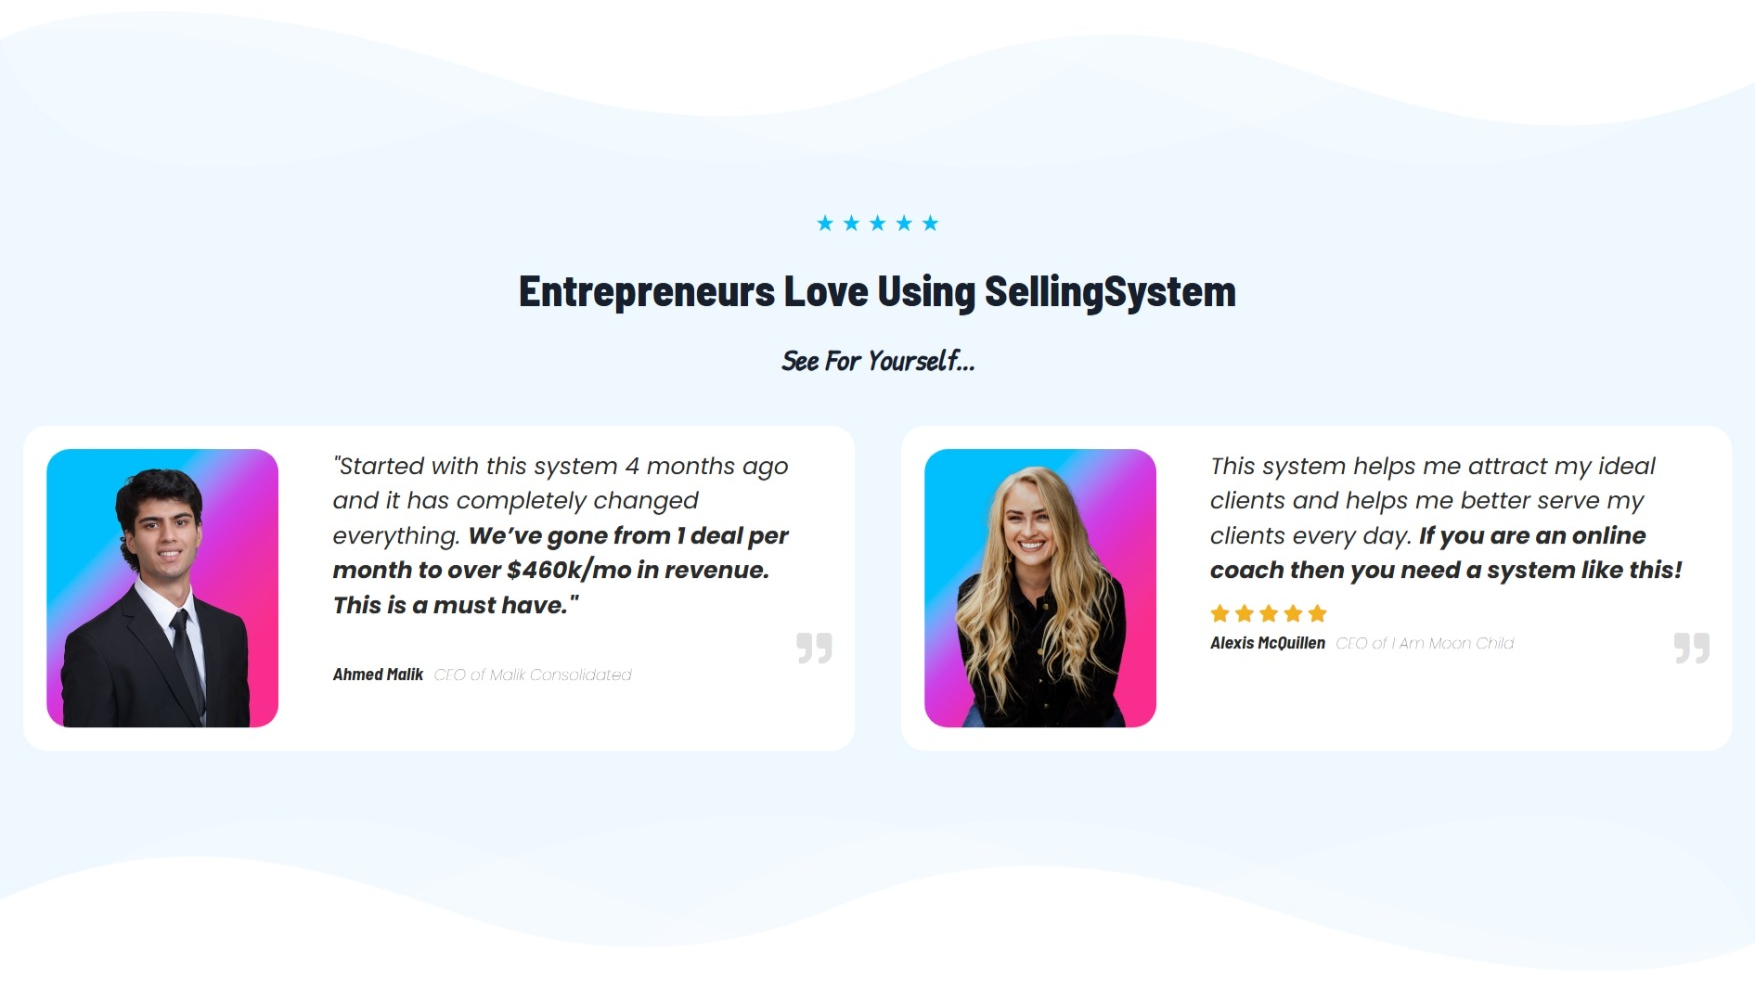 Entrepreneurs Love Using SellingSystem
See For Yourself...
"Started with this system 4 months ago
and it has completely changed
everything. We’ve gone from 1 deal per
month to over $460k/mo in revenue.
This is a must have."
Ahmed Malik CEO of Malik Consolidated
This system helps me attract my ideal
clients and helps me better serve my
clients every day. If you are an online
coach then you need a system like this!
Alexis McQuillen CEO of I Am Moon Child